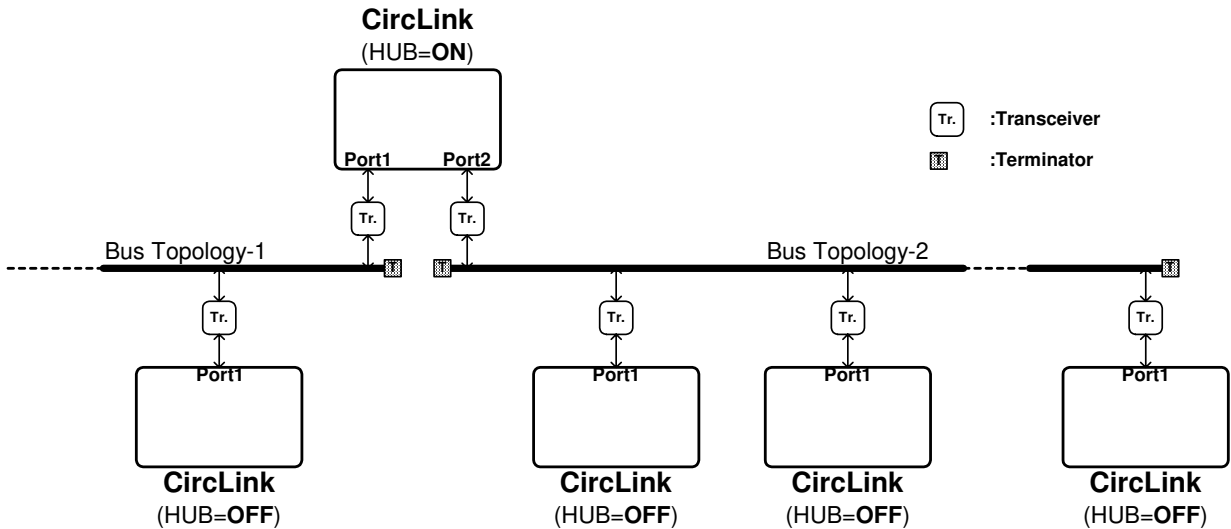 CircLink
(HUB=ON)
Port1 Port2
Tr. :Transceiver
T :Terminator
Tr. Tr.
Bus Topology-1 Bus Topology-2
T T T
Tr. Tr. Tr. Tr.
Port1 Port1 Port1 Port1
CircLink CircLink CircLink CircLink
(HUB=OFF) (HUB=OFF) (HUB=OFF) (HUB=OFF)